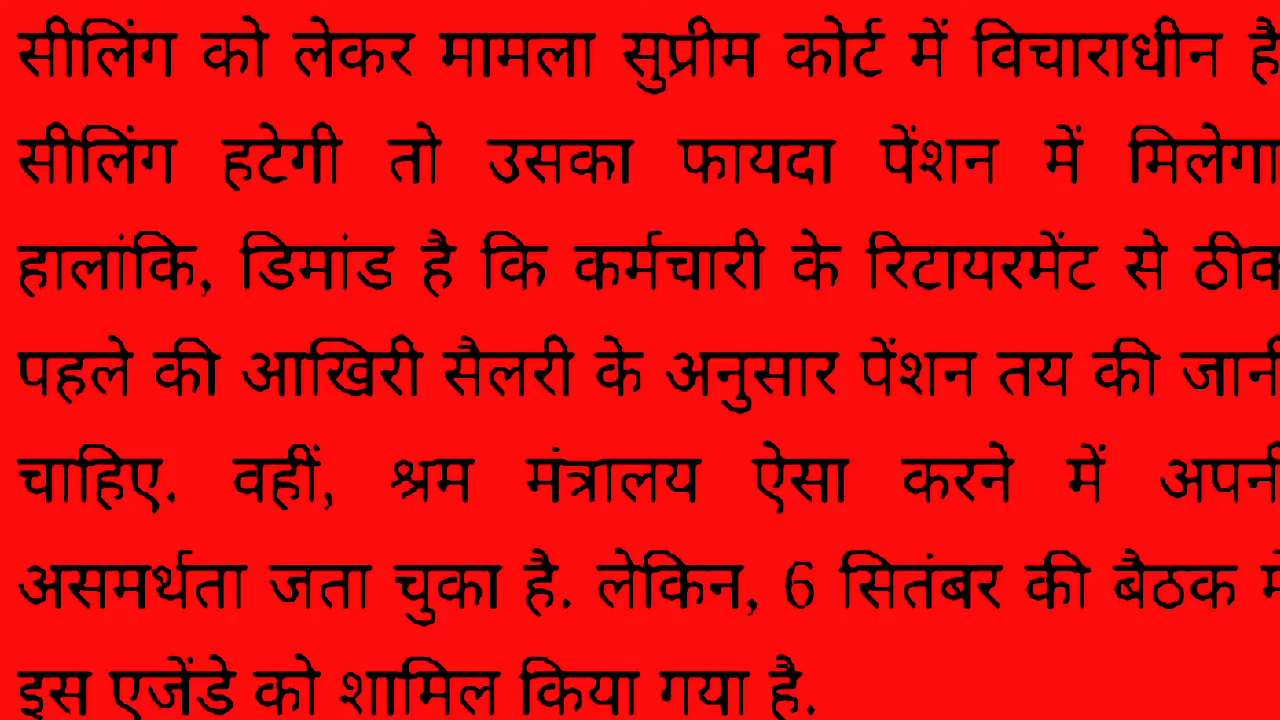 सीलिंग को लेकर मामला सुप्रीम कोर्ट में विचाराधीन है
सीलिंग हटेगी तो उसका फायदा पेंशन में मिलेगा
हालांकि, डिमांड है कि कर्मचारी के रिटायरमेंट से ठीक
पहले की आखिरी सैलरी के अनुसार पेंशन तय की जानी
चाहिए. वहीं, श्रम मंत्रालय ऐसा करने में अपनी
असमर्थता जता चुका है. लेकिन, 6 सितंबर की बैठक में
इस एजेंडे को शामिल किया गया है.